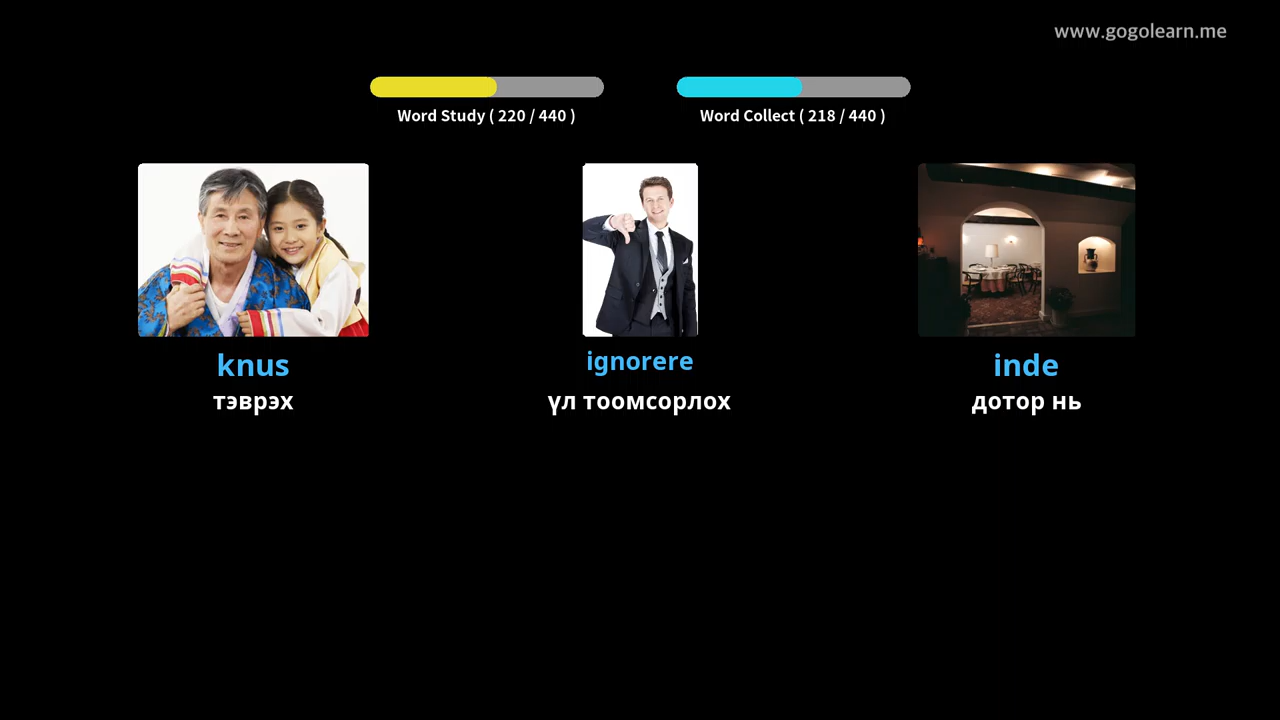 www.gogolearn.me
Word Study ( 220 / 440 )
Word Collect ( 218 / 440 )
knus
ignorere
inde
тэврэх
үл тоомсорлох
дотор нь